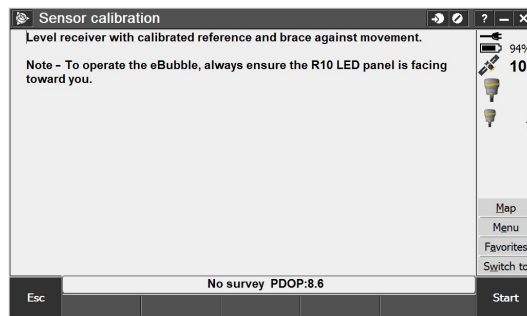 Sensor calibration
? – X
Level receiver with calibrated reference and brace against movement.
Note - To operate the eBubble, always ensure the R10 LED panel is facing
toward you.
94%
10
Map
Menu
Favorites
Switch to
No survey PDOP:8.6
Esc
Start